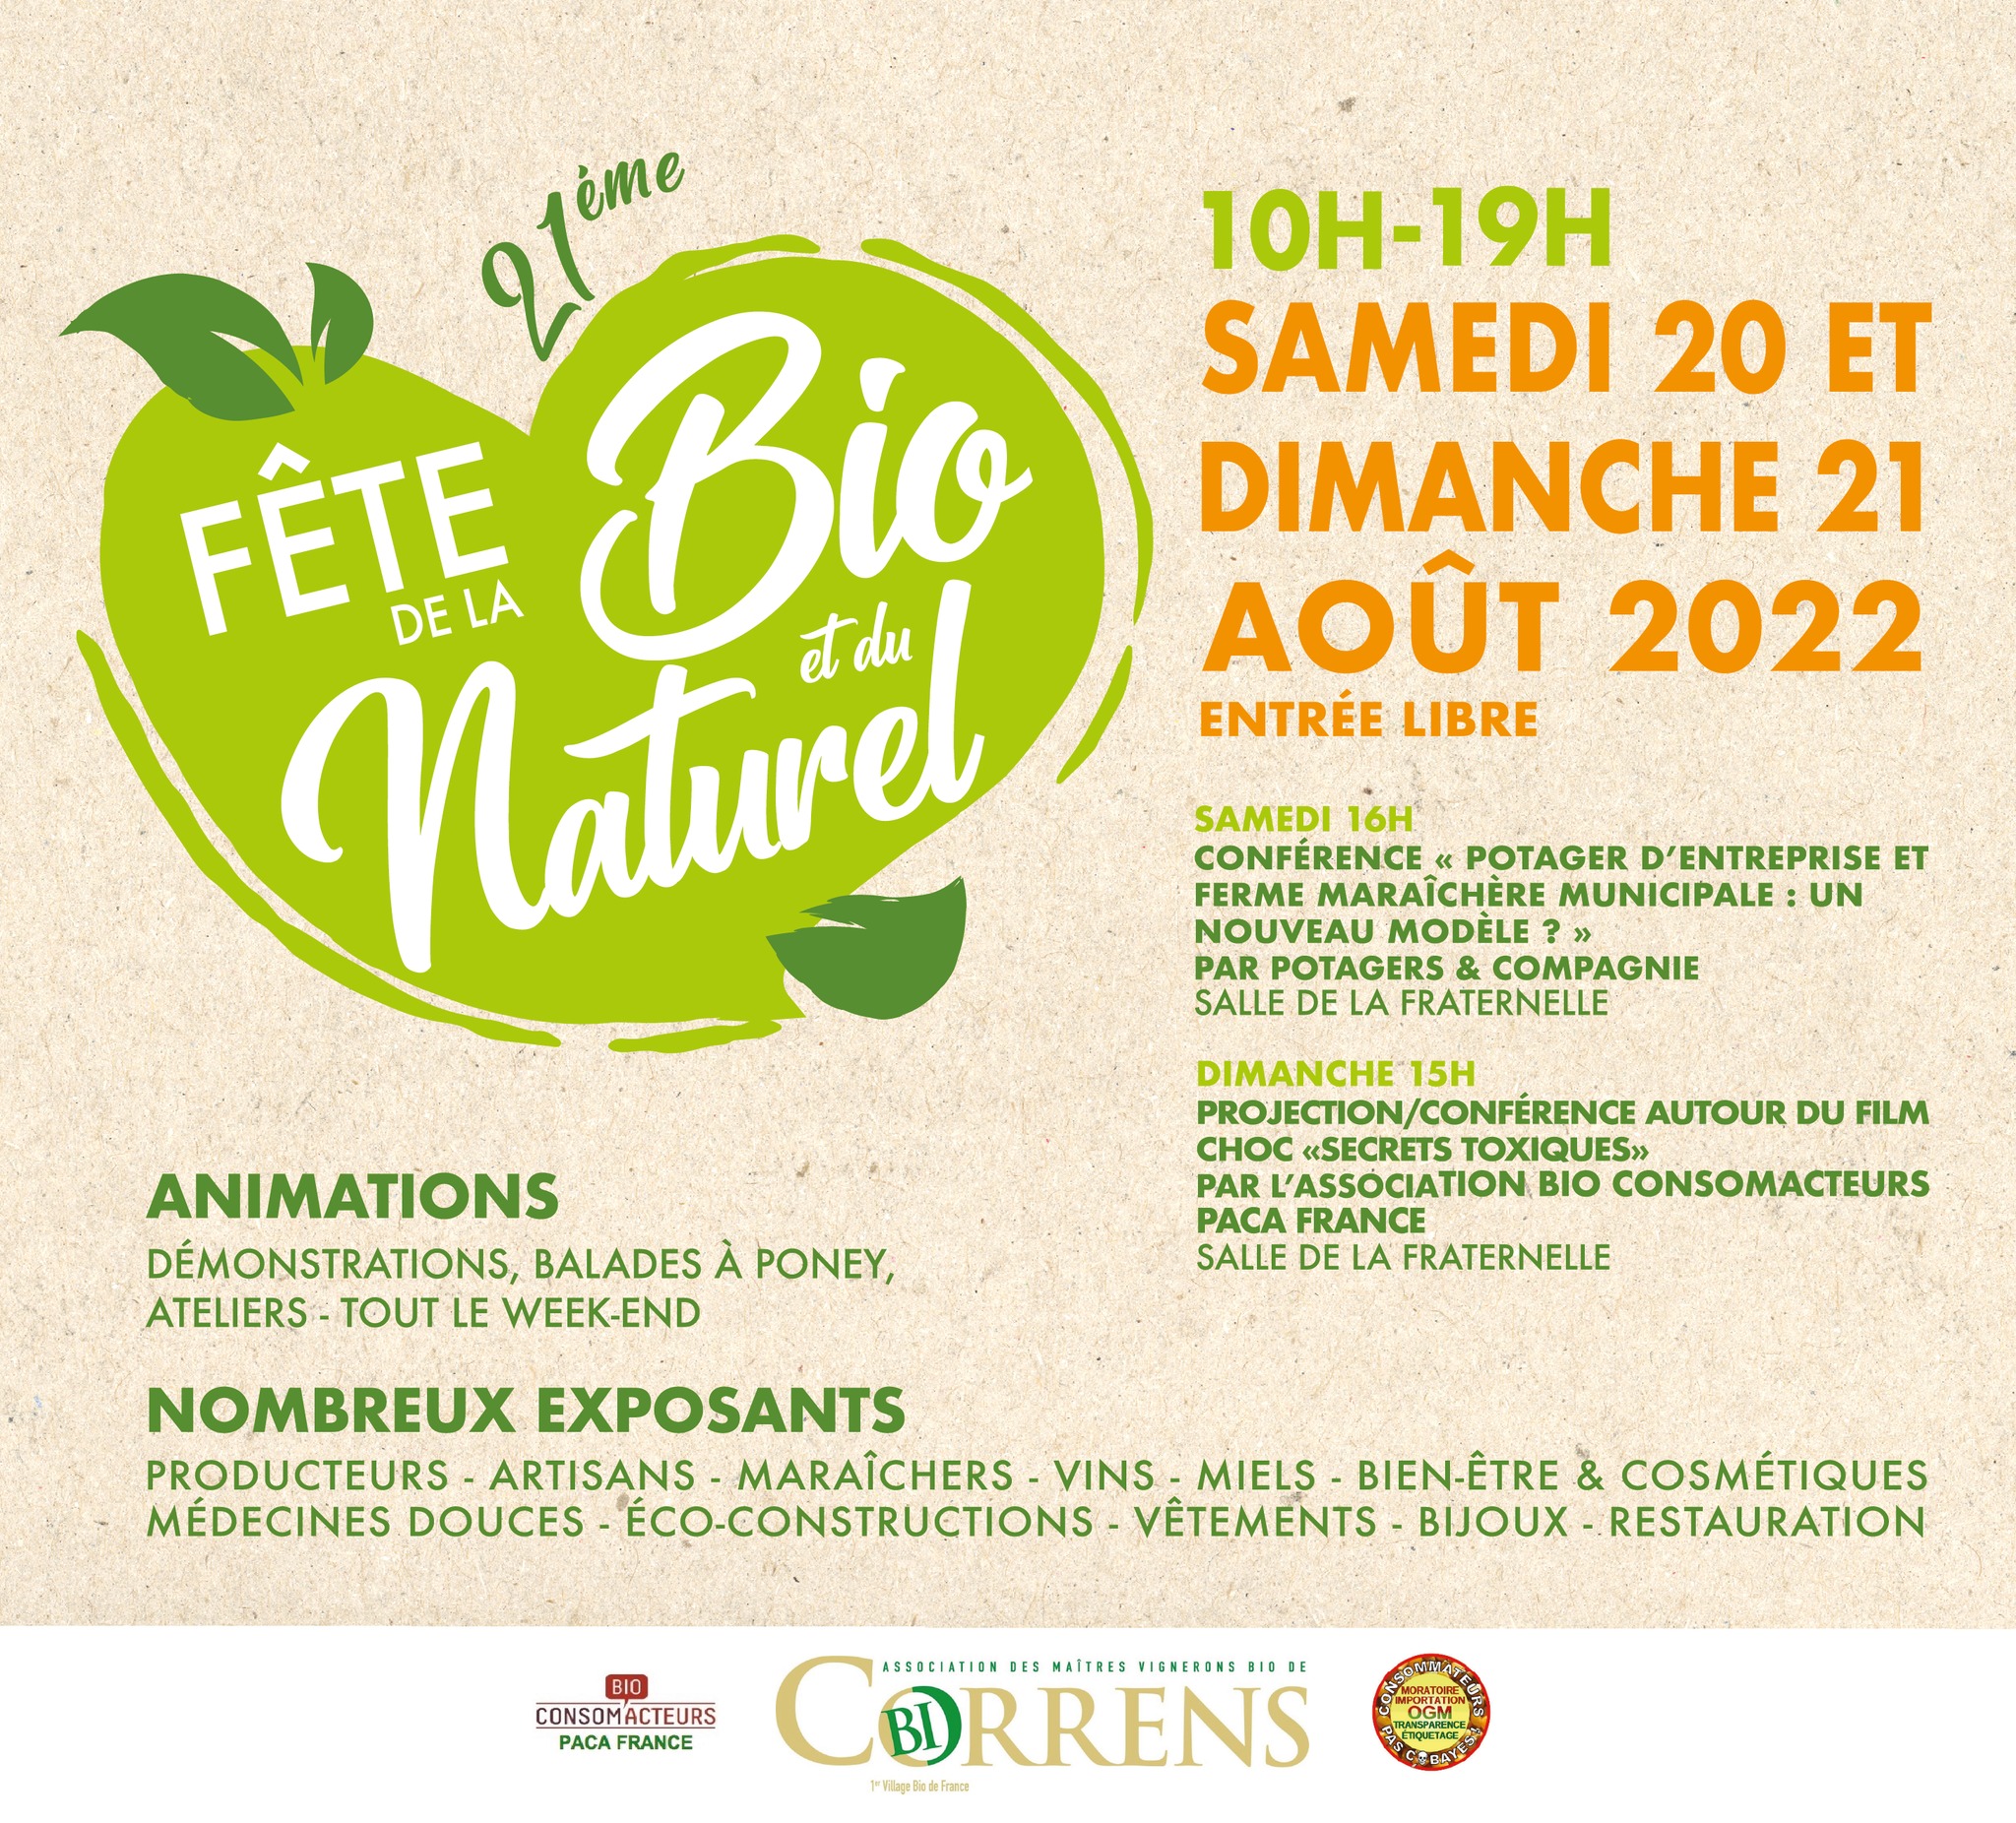 21ème
FÊTE
DE LA
Bio
et du
Naturel
10H-19H
SAMEDI 20 ET
DIMANCHE 21
AOÛT 2022
ENTRÉE LIBRE
SAMEDI 16H
CONFÉRENCE « POTAGER D’ENTREPRISE ET
FERME MARAÎCHÈRE MUNICIPALE : UN
NOUVEAU MODÈLE ? »
PAR POTAGERS & COMPAGNIE
SALLE DE LA FRATERNELLE
DIMANCHE 15H
PROJECTION/CONFÉRENCE AUTOUR DU FILM
CHOC «SECRETS TOXIQUES»
PAR L’ASSOCIATION BIO CONSOMACTEURS
PACA FRANCE
SALLE DE LA FRATERNELLE
ANIMATIONS
DÉMONSTRATIONS, BALADES À PONEY,
ATELIERS - TOUT LE WEEK-END
NOMBREUX EXPOSANTS
PRODUCTEURS - ARTISANS - MARAÎCHERS - VINS - MIELS - BIEN-ÊTRE & COSMÉTIQUES
MÉDECINES DOUCES - ÉCO-CONSTRUCTIONS - VÊTEMENTS - BIJOUX - RESTAURATION
BIO
CONSOM'ACTEURS
PACA FRANCE
ASSOCIATION DES MAÎTRES VIGNERONS BIO DE
CORRENS
BIO
1er Village Bio de France
CONSOMMATEURS
MORATOIRE
IMPORTATION
OGM
TRANSPARENCE
ÉTIQUETAGE
PAS COBAYES!